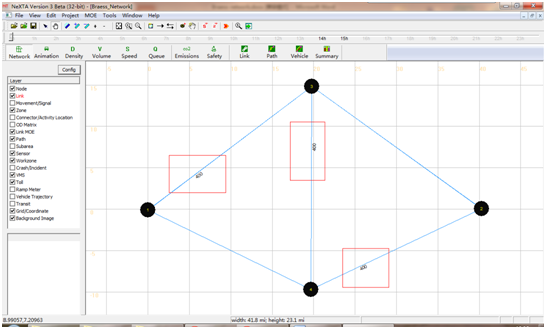 NeXTA Version 3 Beta (32-bit) - [Braess_Network]
File Edit Project MOE Tools Window Help
14h 15h
Network Animation Density Volume Speed Queue Emissions Safety Link Path Vehicle Summary
Config
Layer
Node
Link
Movement/Signal
Zone
Connector/Activity Location
OD Matrix
Link MOE
Path
Subarea
Sensor
Workzone
Crash/Incident
VMS
Toll
Ramp Meter
Vehicle Trajectory
Transit
Grid/Coordinate
Background Image
3
400
400
1
2
400
4
8.99057,7.20963
width: 41.8 mi; height: 23.1 mi